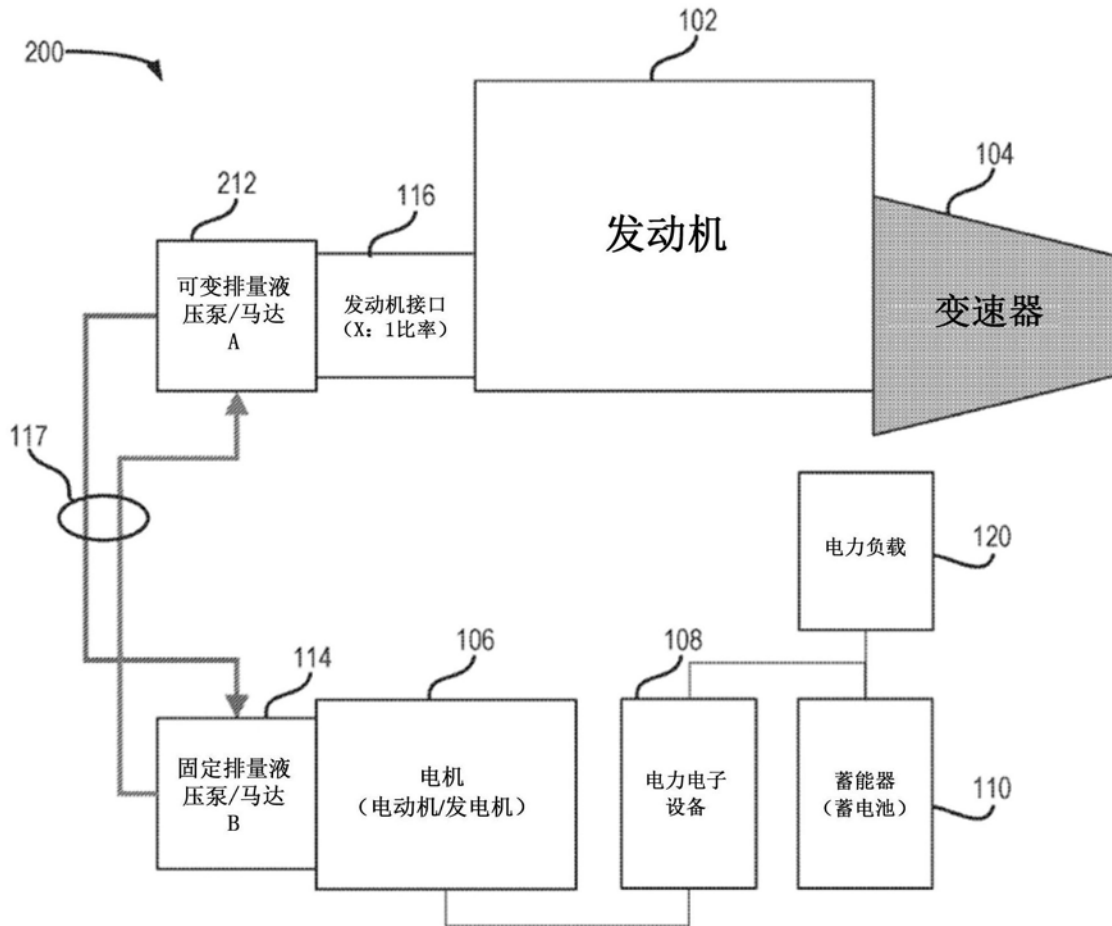 200
102
104
212
116
发动机
可变排量液
压泵/马达
A
发动机接口
（X：1比率）
变速器
117
电力负载
120
114
106
108
固定排量液
压泵/马达
B
电机
（电动机/发电机）
电力电子
设备
蓄能器
（蓄电池）
110